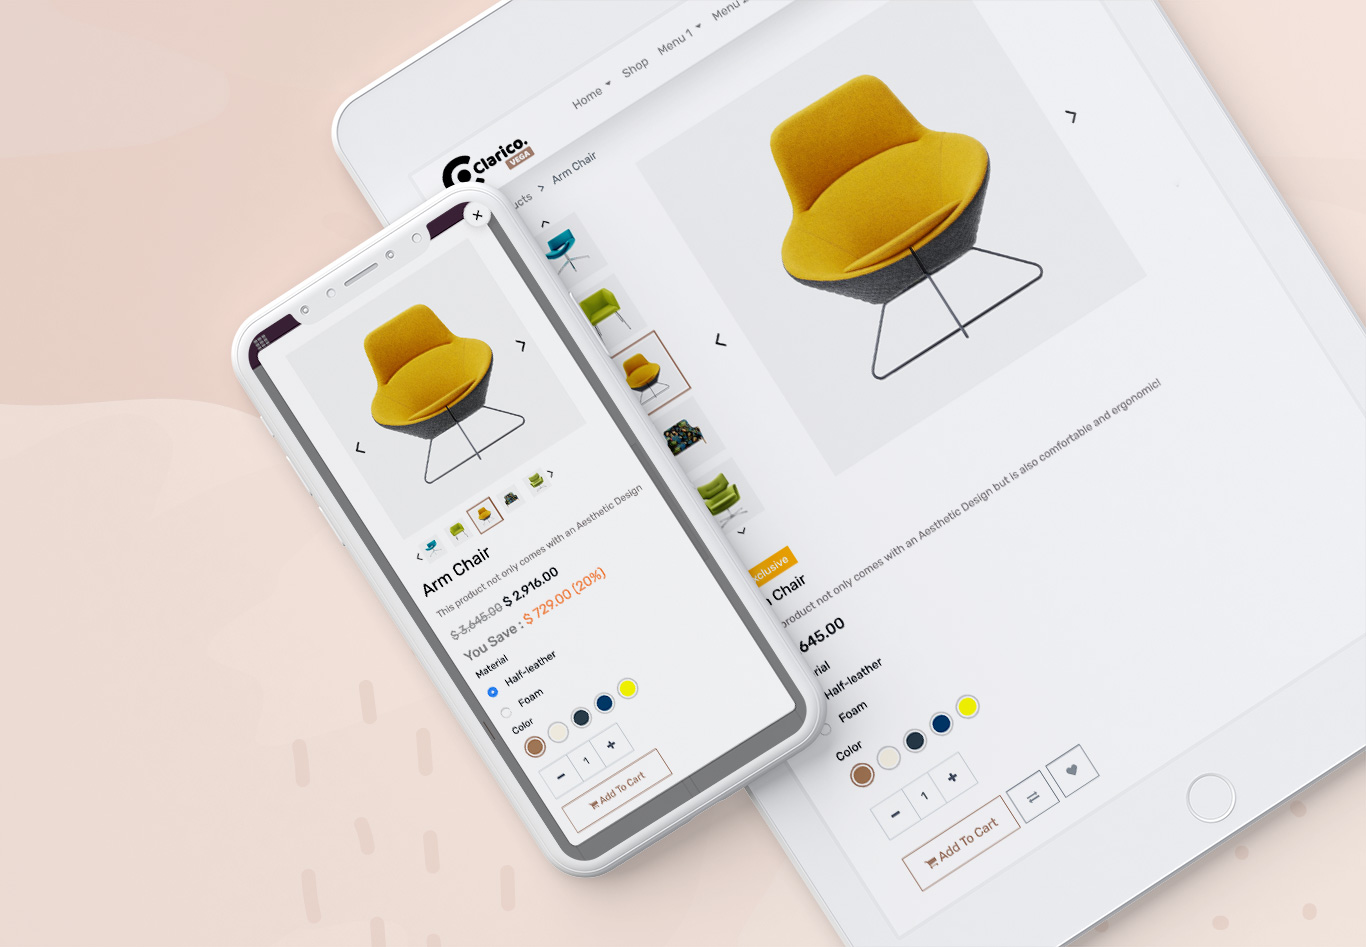 Home
Shop
Menu 1
Menu
Clarico.
VEGA
> Arm Chair
Arm Chair
This product not only comes with an Aesthetic Design
$ 3,645.00 $ 2,916.00
You Save : $ 729.00 (20%)
Material
Half-leather
Foam
Color
- 1 +
Add To Cart
product not only comes with an Aesthetic Design but is also comfortable and ergonomic!
Chair
645.00
Half-leather
Foam
Color
- 1 +
Add To Cart